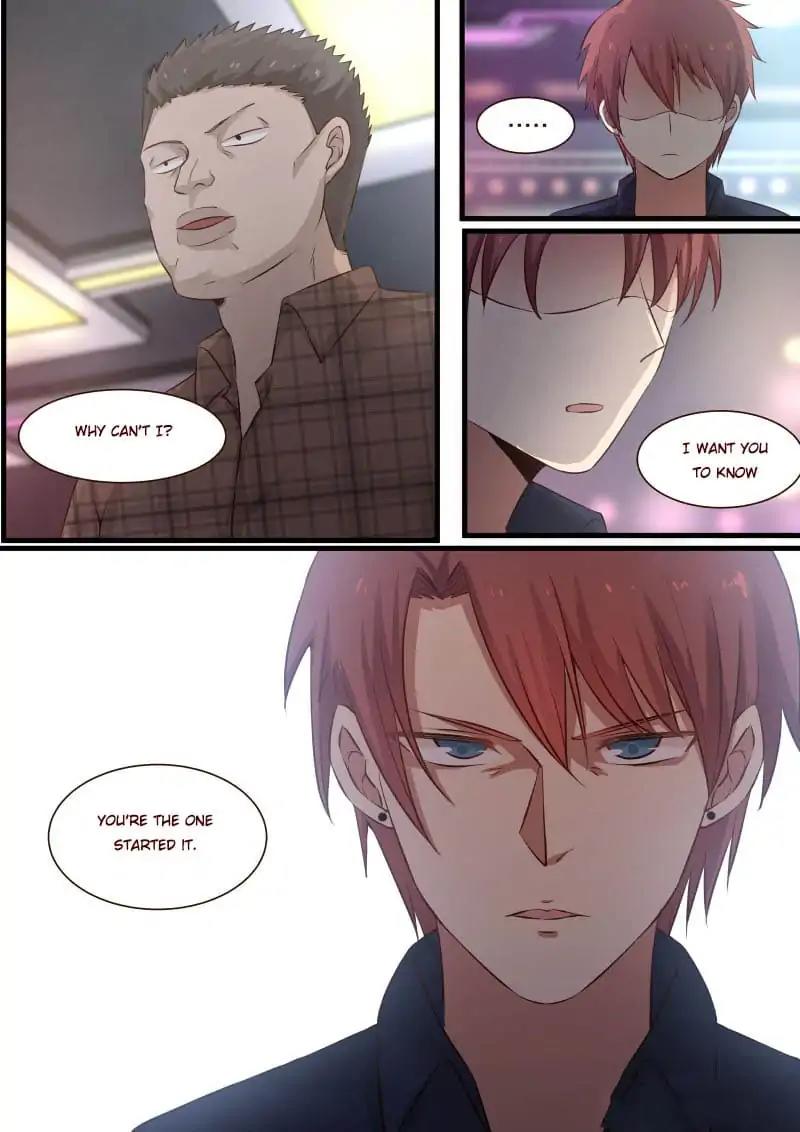 WHY CAN'T I?
.....
I WANT YOU
TO KNOW
YOU'RE THE ONE
STARTED IT.